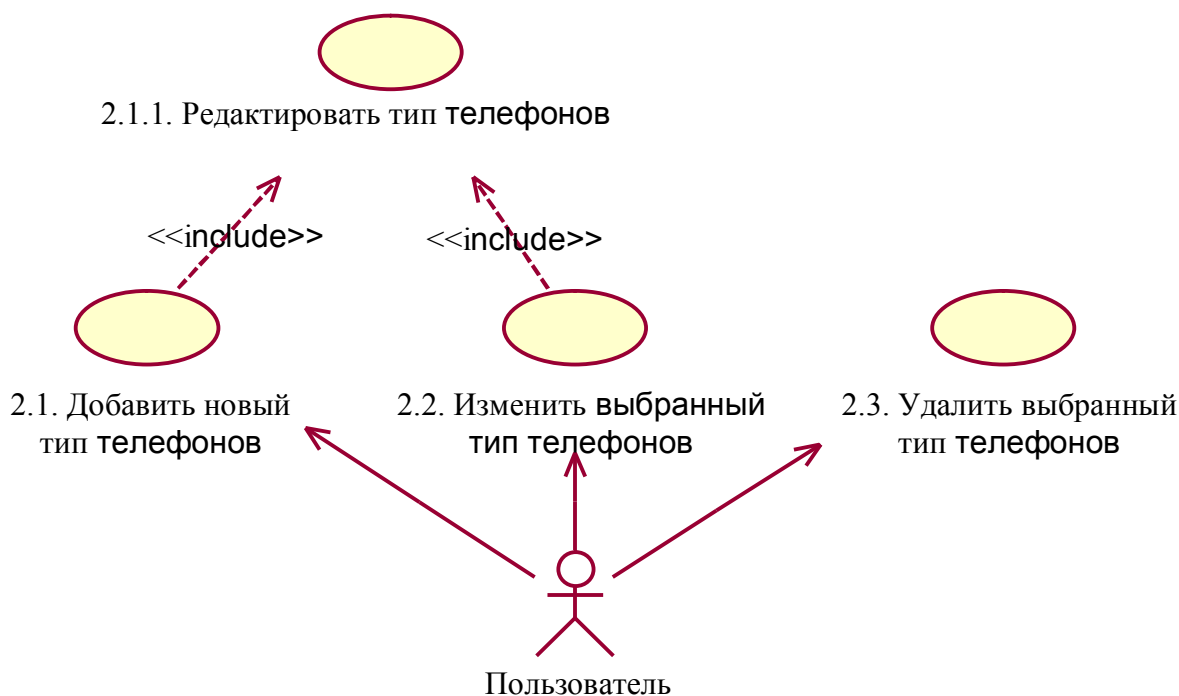 2.1.1. Редактировать тип телефонов
<<include>>
<<include>>
2.1. Добавить новый
тип телефонов
2.2. Изменить выбранный
тип телефонов
2.3. Удалить выбранный
тип телефонов
Пользователь